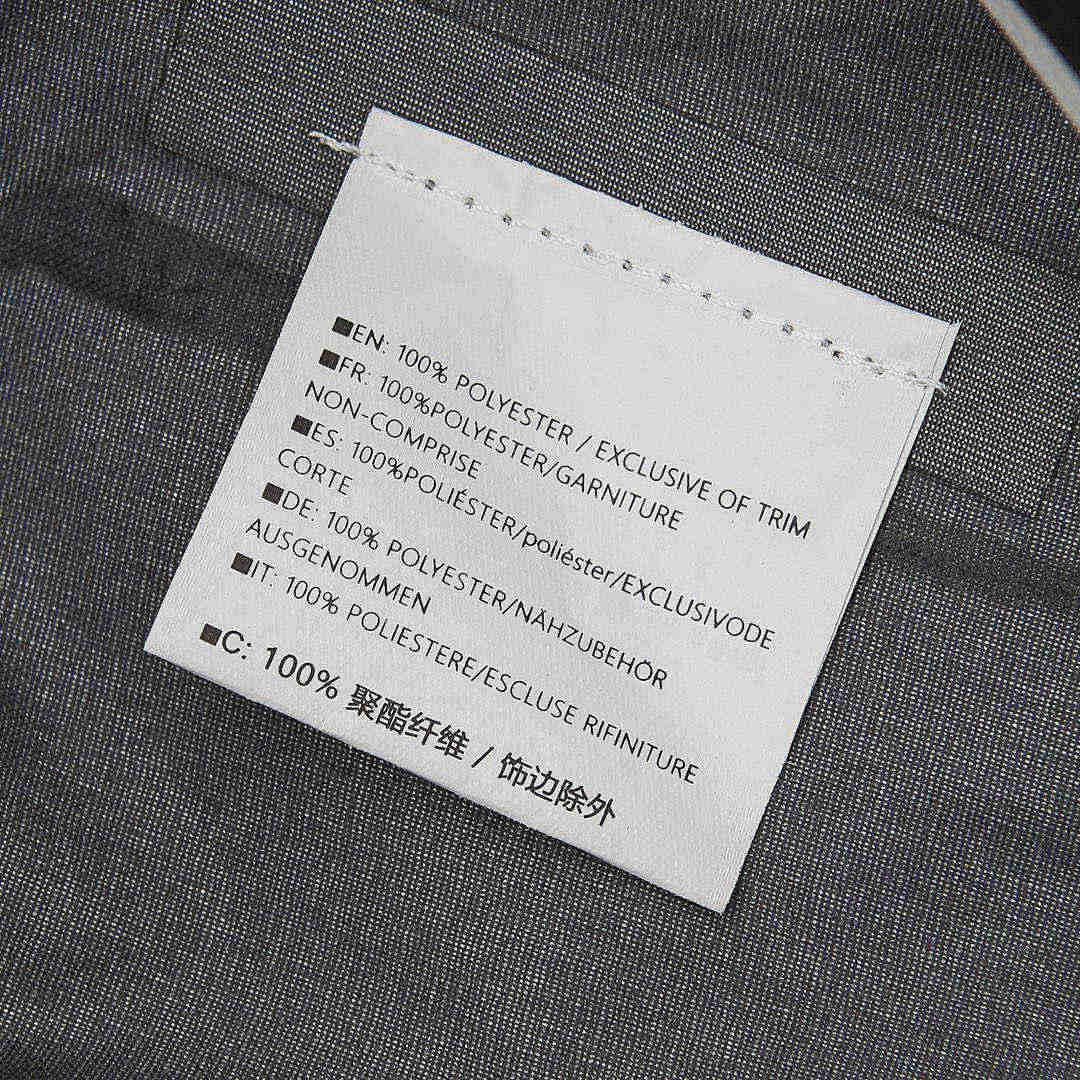 ■EN: 100% POLYESTER / EXCLUSIVE OF TRIM
■FR: 100%POLYESTER/GARNITURE
NON-COMPRISE
■ES: 100%POLIÉSTER/poliéster/EXCLUSIVODE
CORTE
■DE: 100% POLYESTER/NÄHZUBEHÖR
AUSGENOMMEN
■IT: 100% POLIESTERE/ESCLUSE RIFINITURE
■C: 100% 聚酯纤维 / 饰边除外